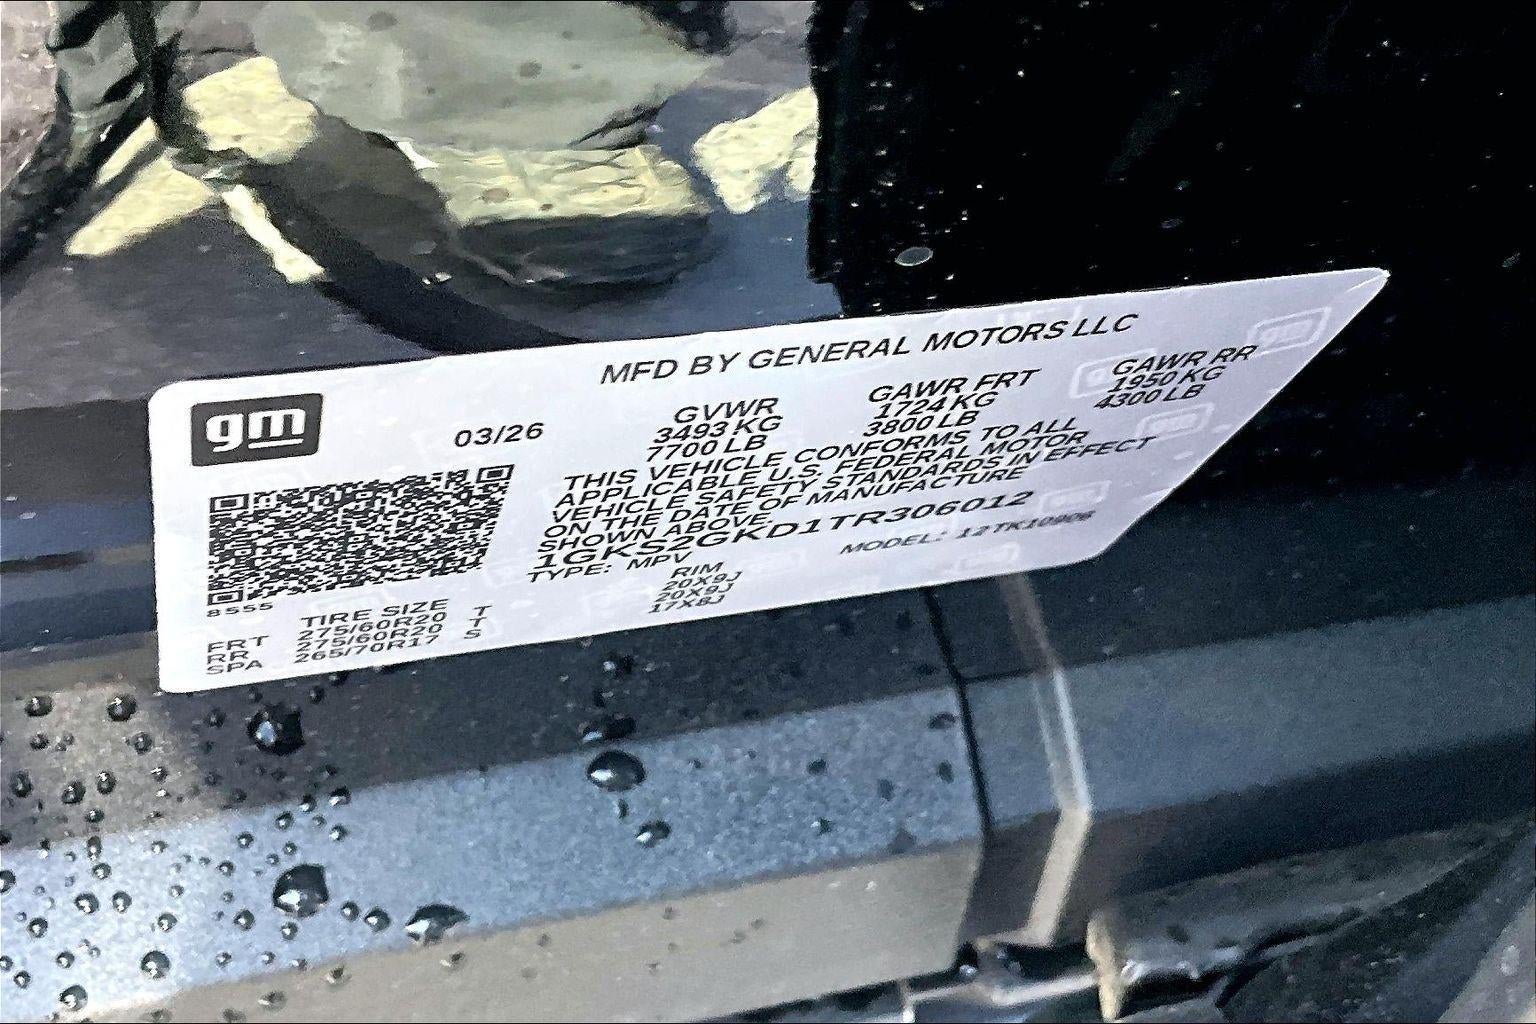 MFD BY GENERAL MOTORS LLC
gm
03/26
GVWR GAWR FRT GAWR RR
3493 KG 1724 KG 1950 KG
7700 LB 3800 LB 4300 LB
THIS VEHICLE CONFORMS TO ALL
APPLICABLE U.S. FEDERAL MOTOR
VEHICLE SAFETY STANDARDS IN EFFECT
ON THE DATE OF MANUFACTURE
SHOWN ABOVE.
1GKS2GKD1TR306012
TYPE: MPV MODEL: 12TK10906
8555
TIRE SIZE RIM
FRT 275/60R20 T 20X9J
RR 275/60R20 T 20X9J
SPA 265/70R17 S 17X8J